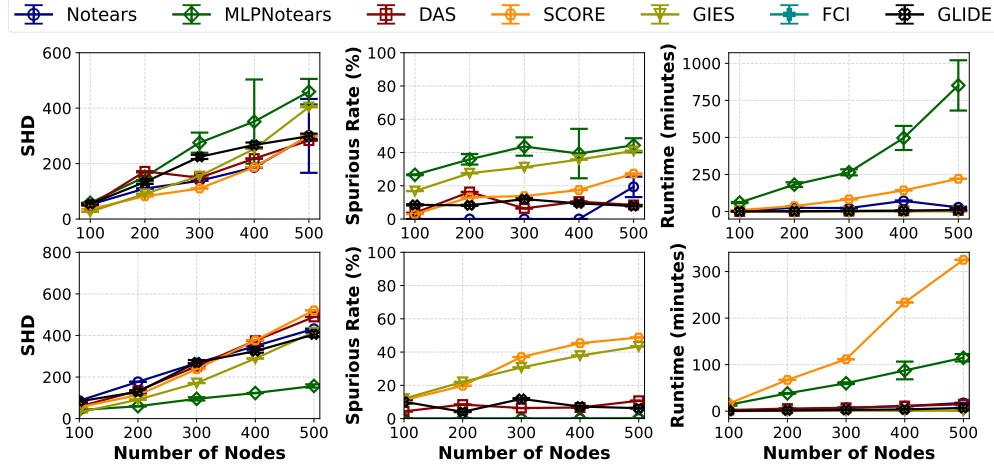 Notears MLPNotears DAS SCORE GIES FCI GLIDE
SHD
600
400
200
0
100 200 300 400 500
Spurious Rate (%)
100
80
60
40
20
0
100 200 300 400 500
Runtime (minutes)
1000
750
500
250
0
100 200 300 400 500
SHD
800
600
400
200
0
100 200 300 400 500
Number of Nodes
Spurious Rate (%)
100
80
60
40
20
0
100 200 300 400 500
Number of Nodes
Runtime (minutes)
300
200
100
0
100 200 300 400 500
Number of Nodes